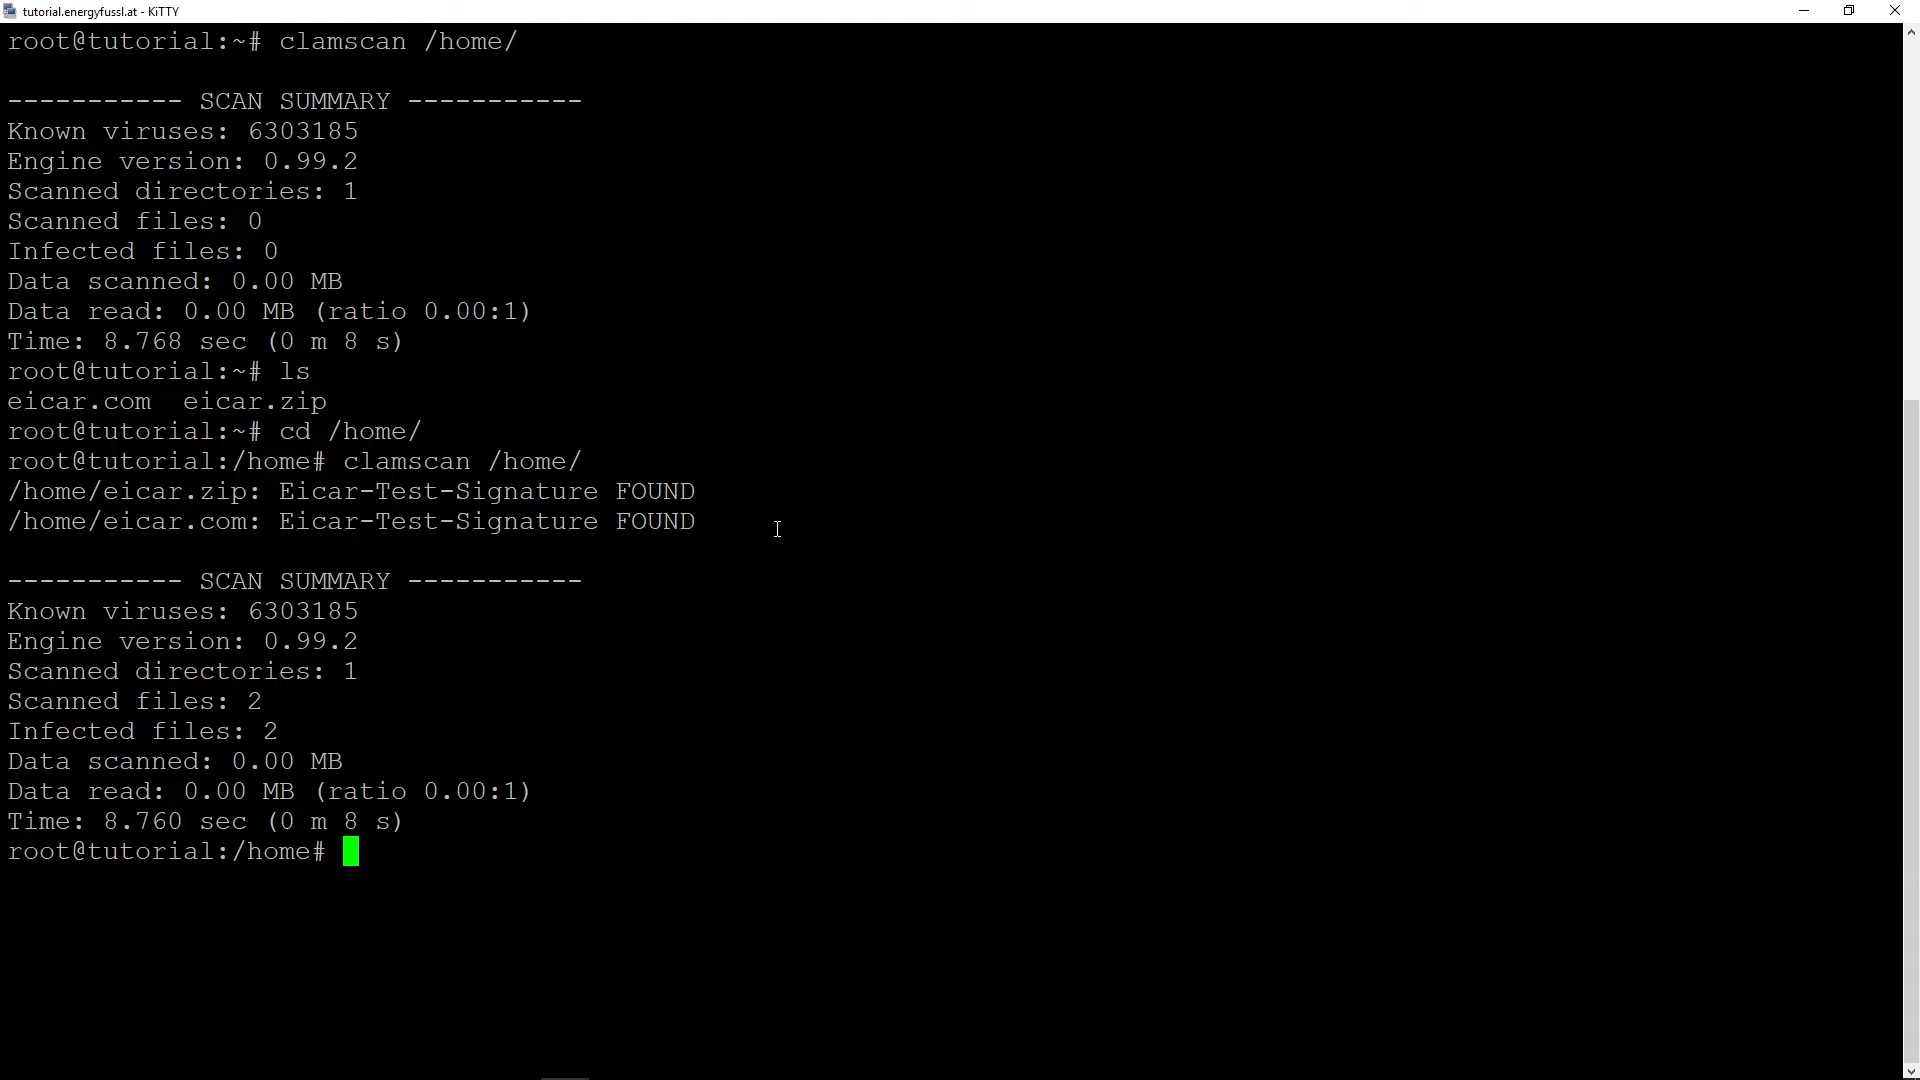 tutorial.energyfussl.at - KiTTY
root@tutorial:~# clamscan /home/
----------- SCAN SUMMARY -----------
Known viruses: 6303185
Engine version: 0.99.2
Scanned directories: 1
Scanned files: 0
Infected files: 0
Data scanned: 0.00 MB
Data read: 0.00 MB (ratio 0.00:1)
Time: 8.768 sec (0 m 8 s)
root@tutorial:~# ls
eicar.com  eicar.zip
root@tutorial:~# cd /home/
root@tutorial:/home# clamscan /home/
/home/eicar.zip: Eicar-Test-Signature FOUND
/home/eicar.com: Eicar-Test-Signature FOUND
----------- SCAN SUMMARY -----------
Known viruses: 6303185
Engine version: 0.99.2
Scanned directories: 1
Scanned files: 2
Infected files: 2
Data scanned: 0.00 MB
Data read: 0.00 MB (ratio 0.00:1)
Time: 8.760 sec (0 m 8 s)
root@tutorial:/home#